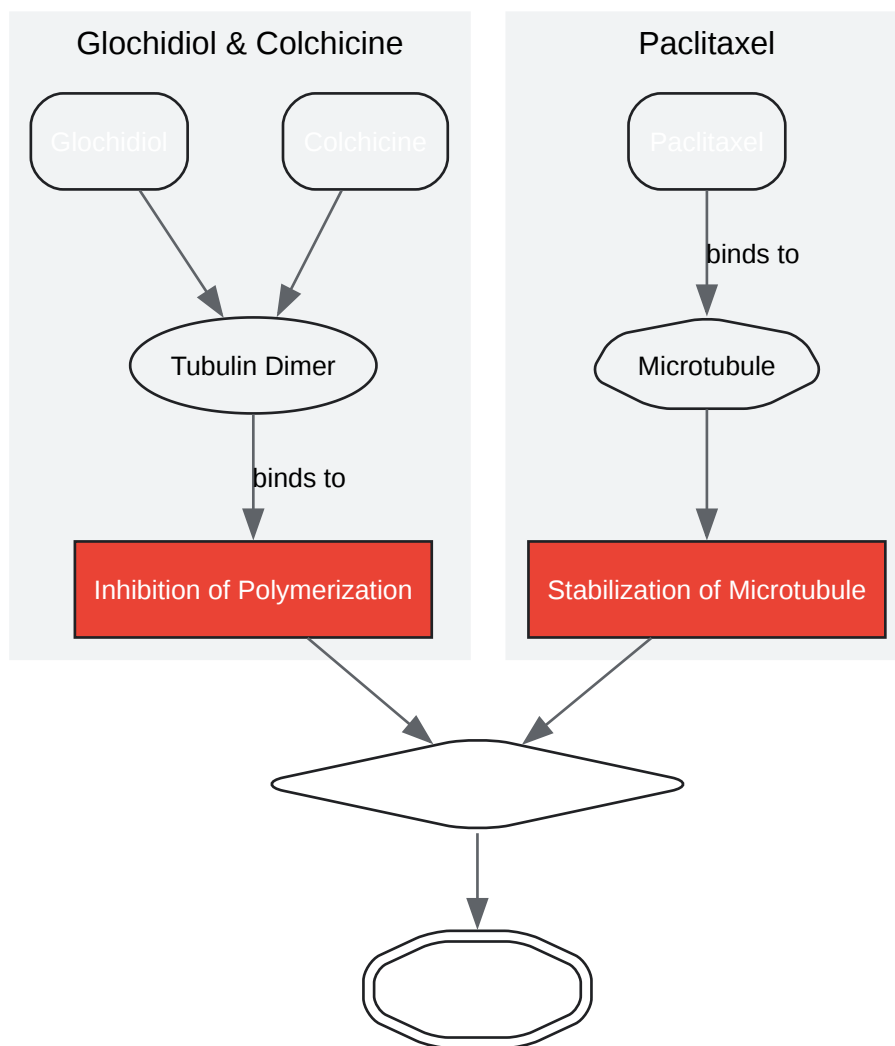 Glochidiol & Colchicine
Paclitaxel
Glochidiol
Colchicine
Paclitaxel
binds to
Tubulin Dimer
Microtubule
binds to
Inhibition of Polymerization
Stabilization of Microtubule